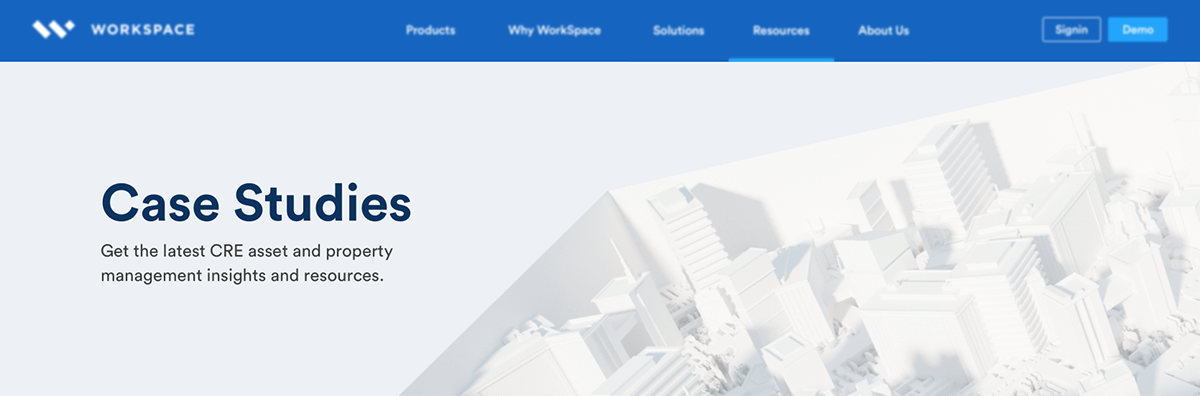 WORKSPACE
Products Why WorkSpace Solutions Resources About Us Signin Demo
Case Studies
Get the latest CRE asset and property
management insights and resources.